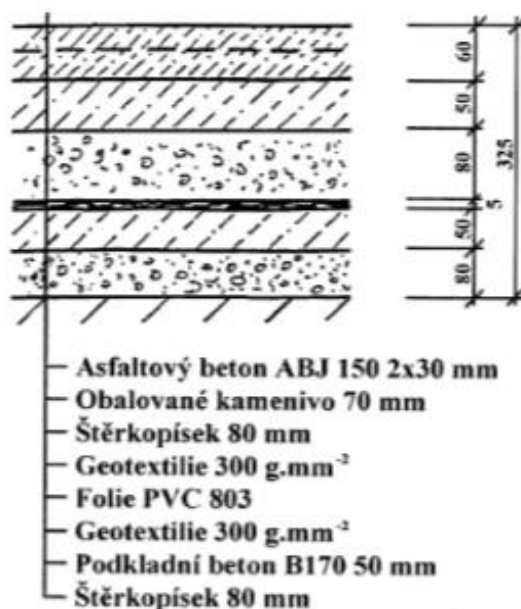 60
50
80
5
50
80
325
Asfaltový beton ABJ 150 2x30 mm
Obalované kamenivo 70 mm
Štěrkopísek 80 mm
Geotextilie 300 g.mm⁻²
Folie PVC 803
Geotextilie 300 g.mm⁻²
Podkladní beton B170 50 mm
Štěrkopísek 80 mm